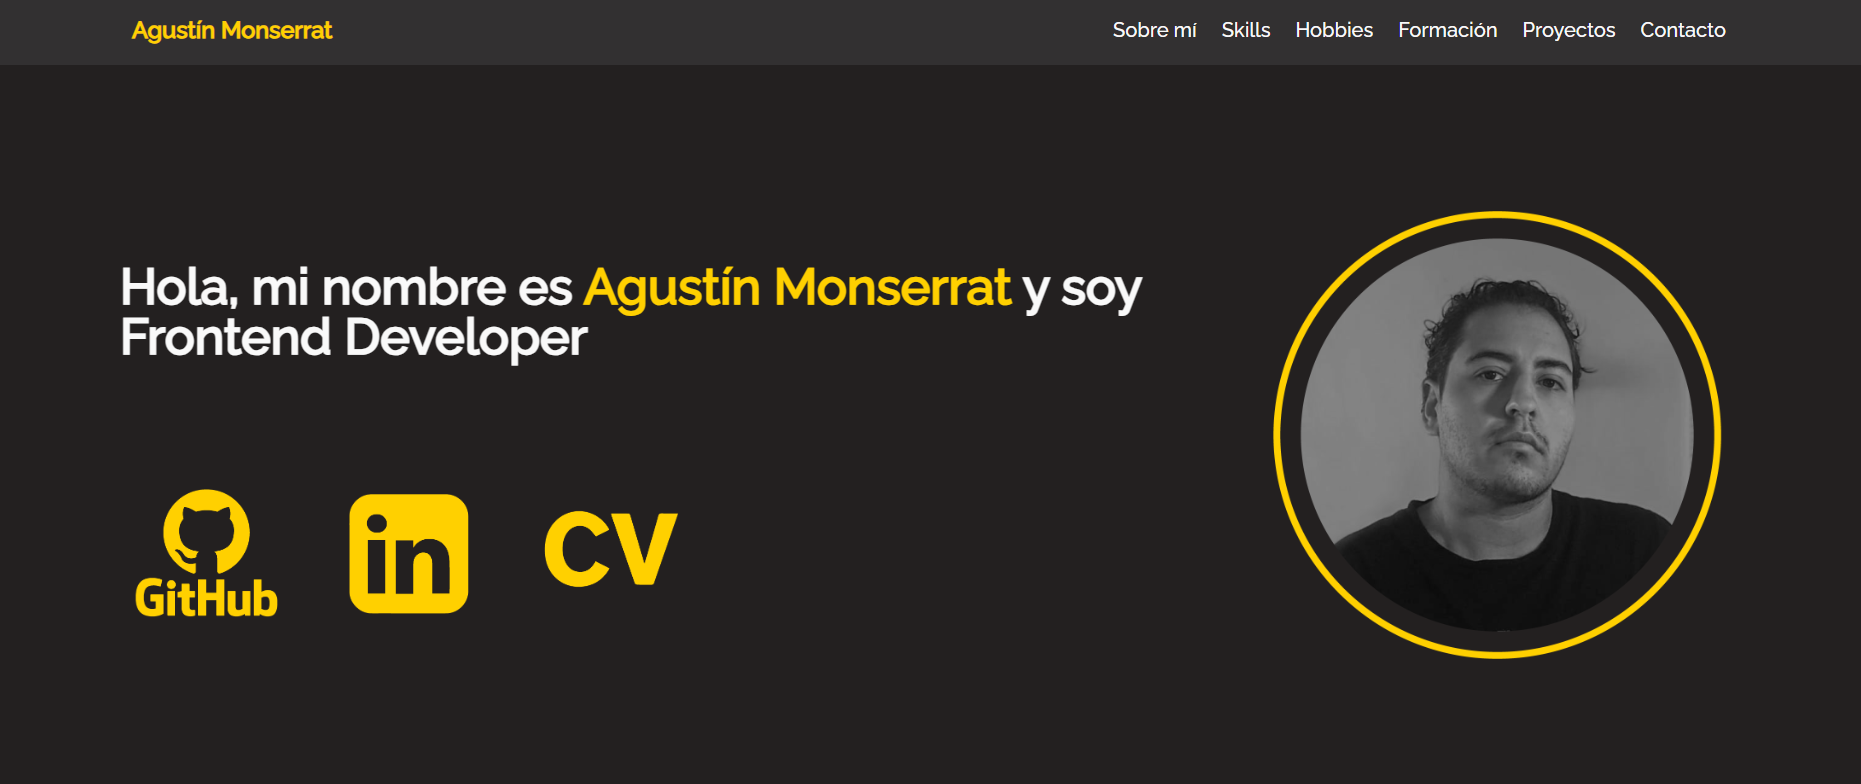 Agustín Monserrat
Sobre mí Skills Hobbies Formación Proyectos Contacto
Hola, mi nombre es Agustín Monserrat y soy
Frontend Developer
GitHub
in
CV